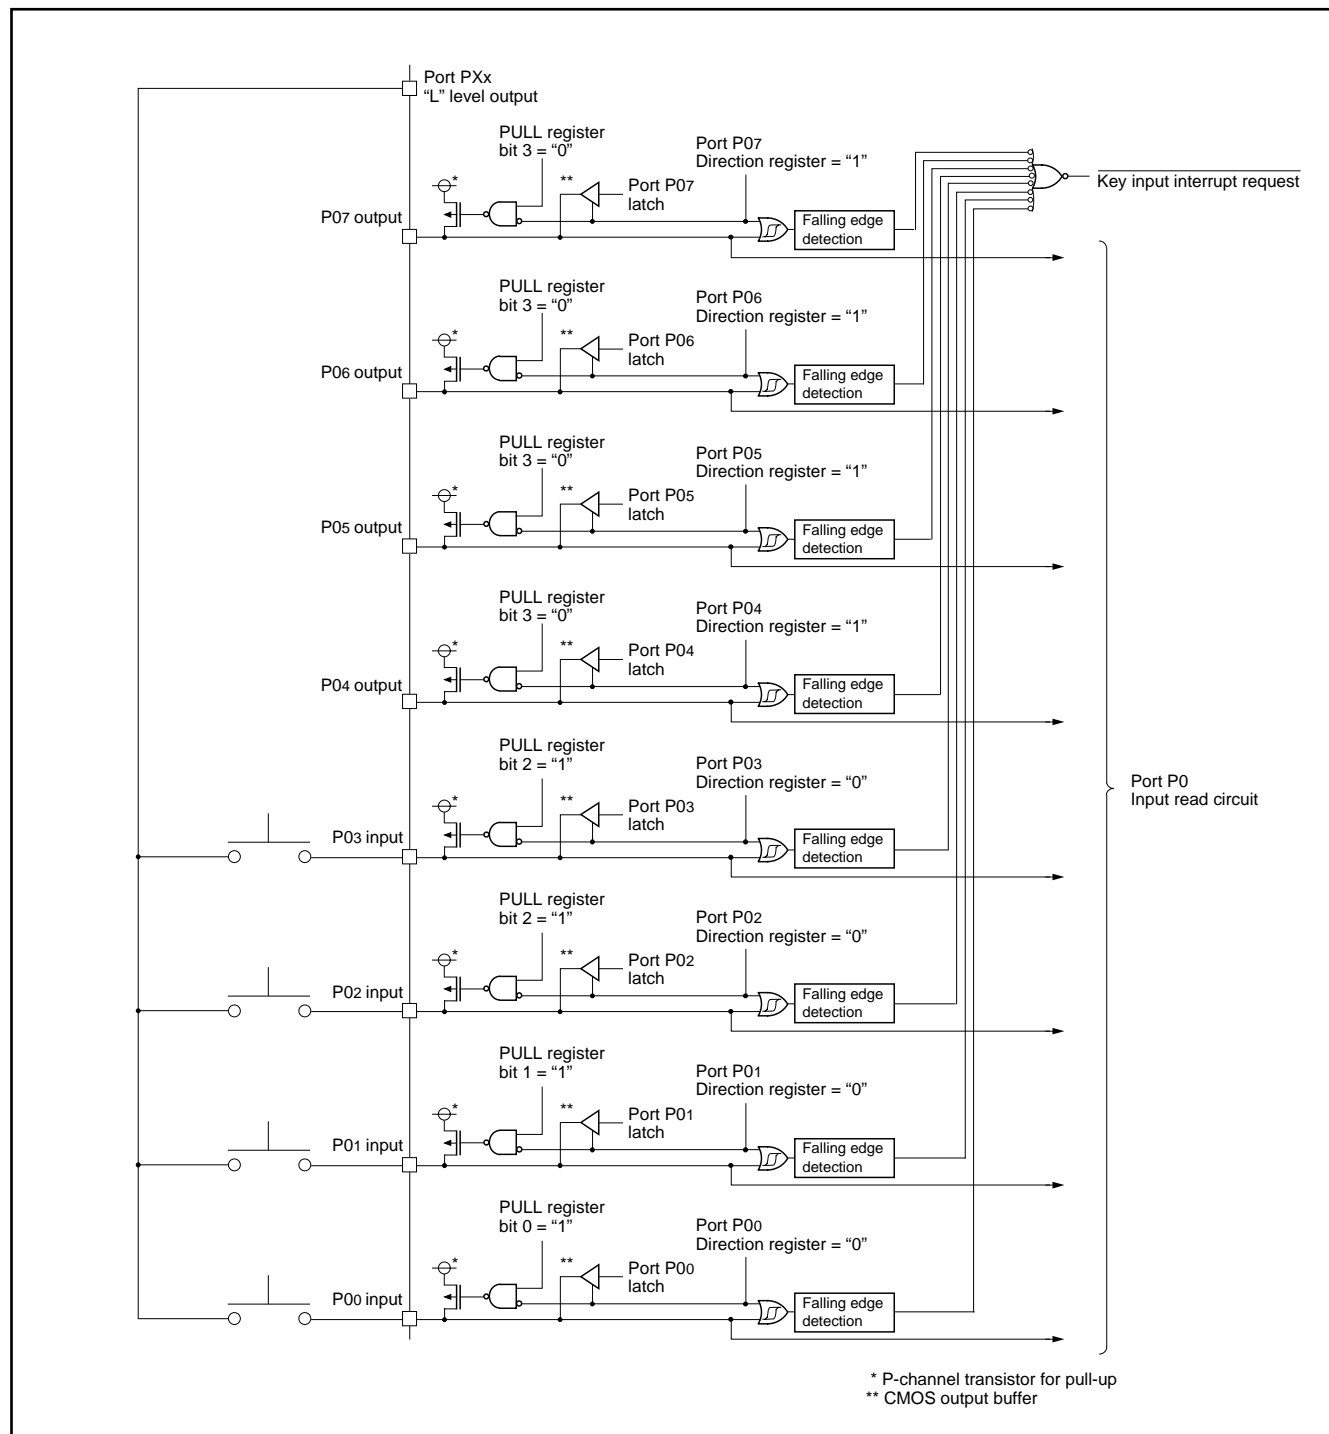 Port PXx
“L” level output
PULL register
bit 3 = “0”
Port P07
Direction register = “1”
*
**
Port P07
latch
P07 output
Falling edge
detection
Key input interrupt request
PULL register
bit 3 = “0”
Port P06
Direction register = “1”
*
**
Port P06
latch
P06 output
Falling edge
detection
PULL register
bit 3 = “0”
Port P05
Direction register = “1”
*
**
Port P05
latch
P05 output
Falling edge
detection
PULL register
bit 3 = “0”
Port P04
Direction register = “1”
*
**
Port P04
latch
P04 output
Falling edge
detection
PULL register
bit 2 = “1”
Port P03
Direction register = “0”
*
**
Port P03
latch
P03 input
Falling edge
detection
Port P0
Input read circuit
PULL register
bit 2 = “1”
Port P02
Direction register = “0”
*
**
Port P02
latch
P02 input
Falling edge
detection
PULL register
bit 1 = “1”
Port P01
Direction register = “0”
*
**
Port P01
latch
P01 input
Falling edge
detection
PULL register
bit 0 = “1”
Port P00
Direction register = “0”
*
**
Port P00
latch
P00 input
Falling edge
detection
* P-channel transistor for pull-up
** CMOS output buffer